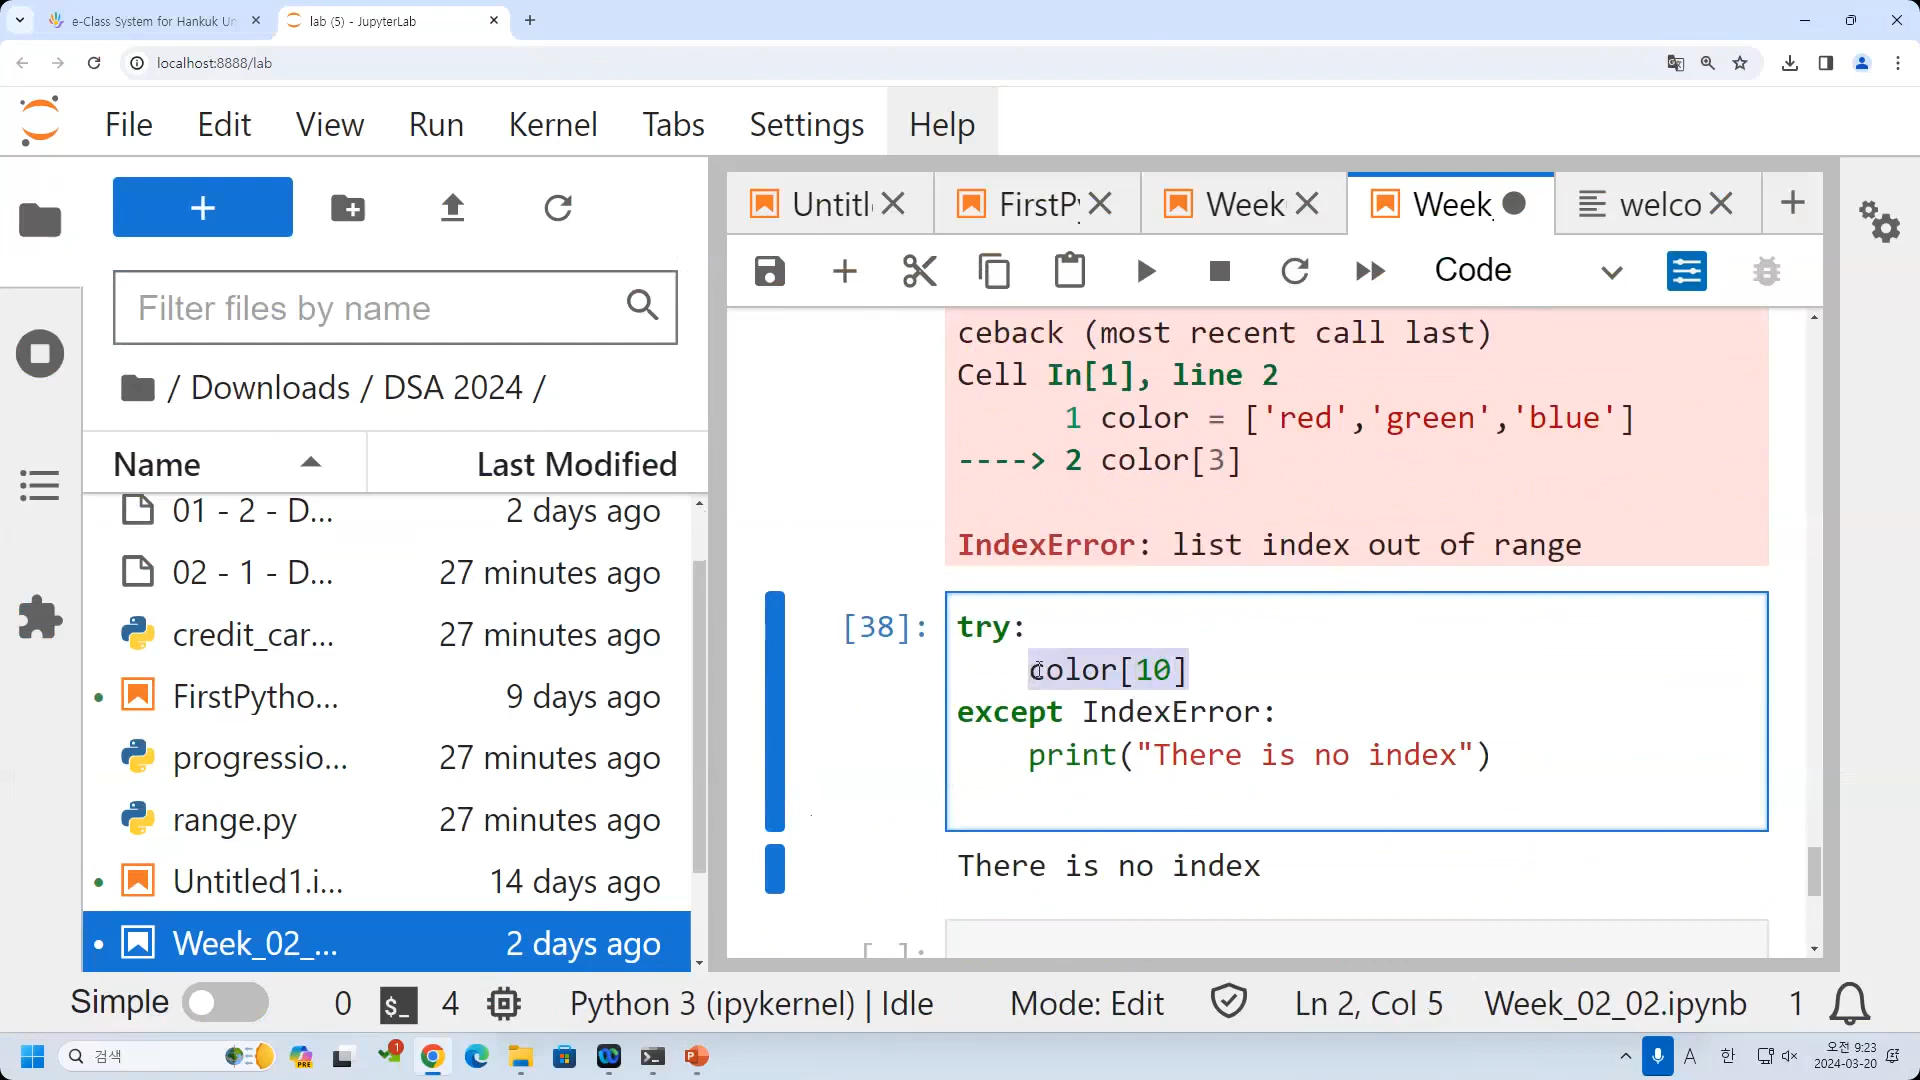 e-Class System for Hankuk Un
lab (5) - JupyterLab
localhost:8888/lab
File Edit View Run Kernel Tabs Settings Help
Untitl FirstPy Week Week_ welco
Code
Filter files by name
/ Downloads / DSA 2024 /
Name Last Modified
01 - 2 - D... 2 days ago
02 - 1 - D... 27 minutes ago
credit_car... 27 minutes ago
FirstPytho... 9 days ago
progressio... 27 minutes ago
range.py 27 minutes ago
Untitled1.i... 14 days ago
Week_02_... 2 days ago
ceback (most recent call last)
Cell In[1], line 2
1 color = ['red','green','blue']
----> 2 color[3]
IndexError: list index out of range
[38]: try:
color[10]
except IndexError:
print("There is no index")
There is no index
[ ]:
Simple 0 $_ 4 Python 3 (ipykernel) | Idle Mode: Edit Ln 2, Col 5 Week_02_02.ipynb 1
검색 PRE 1 A 한 오전 9:23
2024-03-20